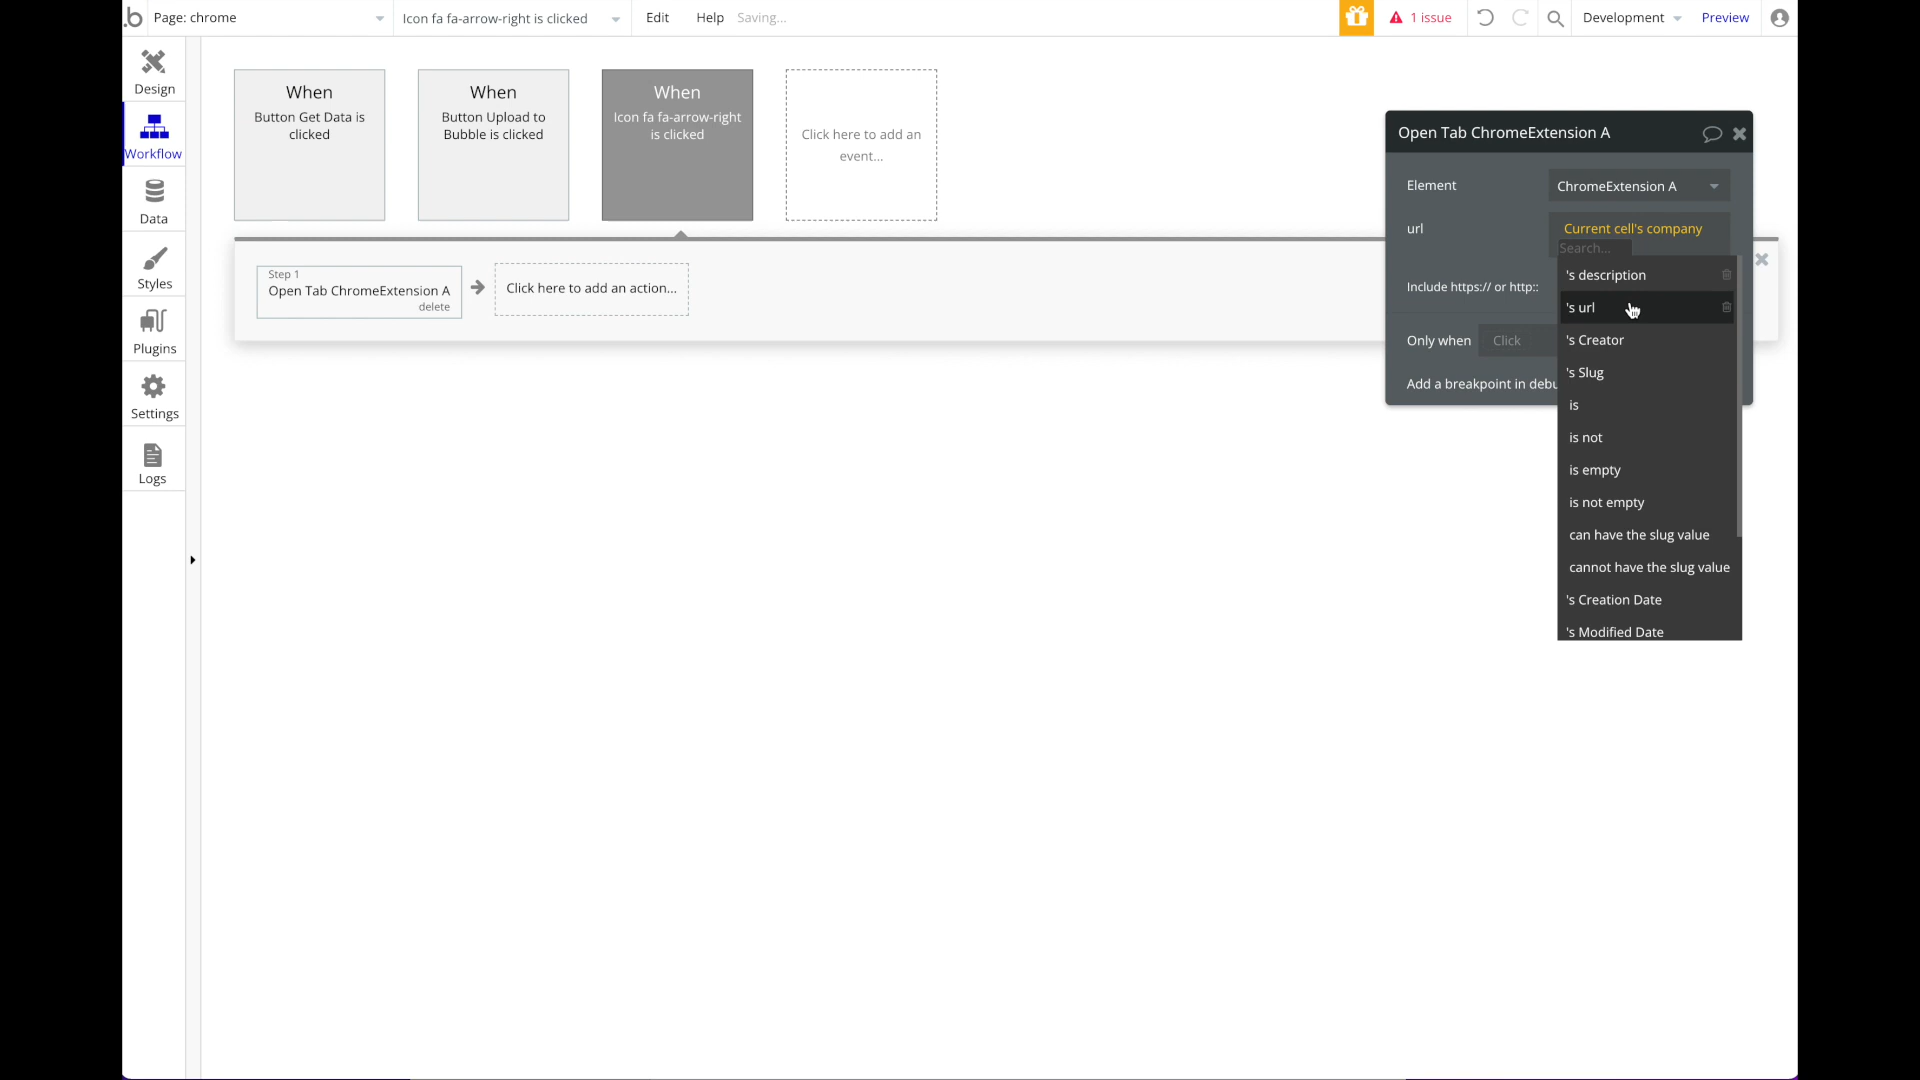 .b Page: chrome Icon fa fa-arrow-right is clicked Edit Help Saving... 1 issue Development Preview
Design
Workflow
Data
Styles
Plugins
Settings
Logs
When
Button Get Data is
clicked
When
Button Upload to
Bubble is clicked
When
Icon fa fa-arrow-right
is clicked
Click here to add an
event...
Step 1
Open Tab ChromeExtension A
delete
Click here to add an action...
Open Tab ChromeExtension A
Element ChromeExtension A
url Current cell's company
Search...
Include https:// or http::
Only when Click
Add a breakpoint in debu
's description
's url
's Creator
's Slug
is
is not
is empty
is not empty
can have the slug value
cannot have the slug value
's Creation Date
's Modified Date